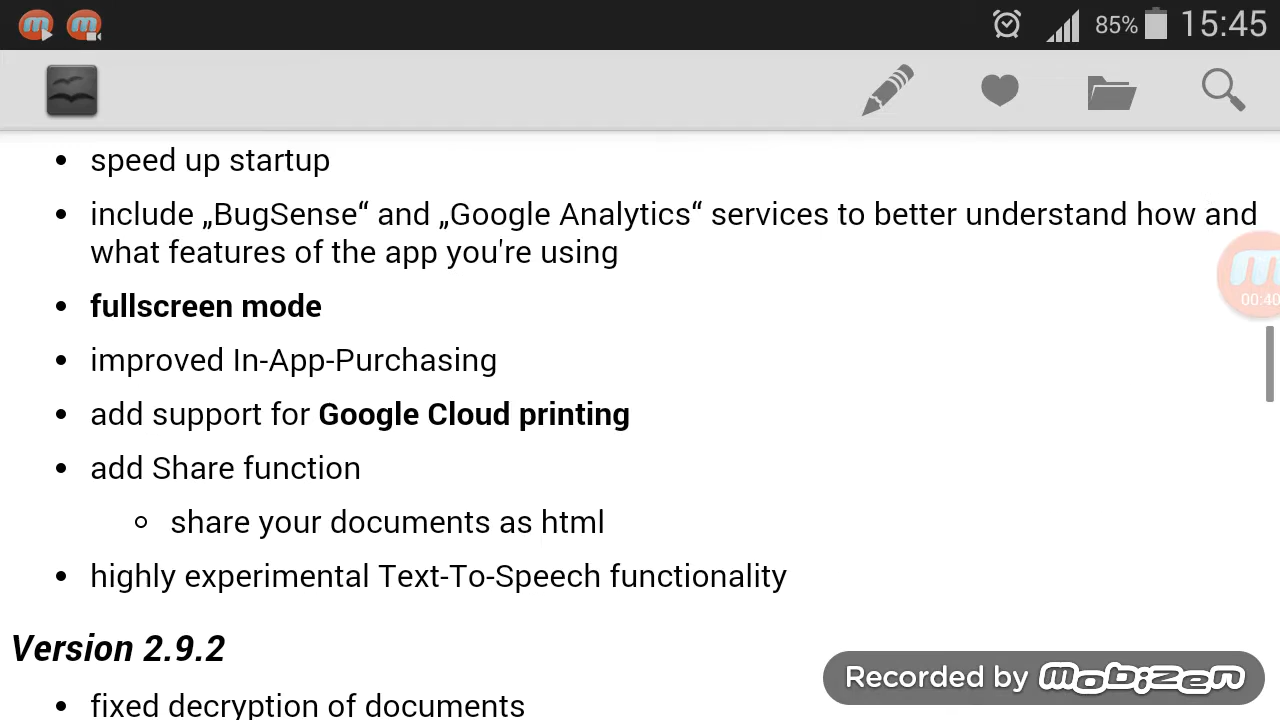 85% 15:45
• speed up startup
• include „BugSense“ and „Google Analytics“ services to better understand how and
what features of the app you're using
• fullscreen mode
• improved In-App-Purchasing
• add support for Google Cloud printing
• add Share function
○ share your documents as html
• highly experimental Text-To-Speech functionality
Version 2.9.2
• fixed decryption of documents
m
00:40
Recorded by mobizen